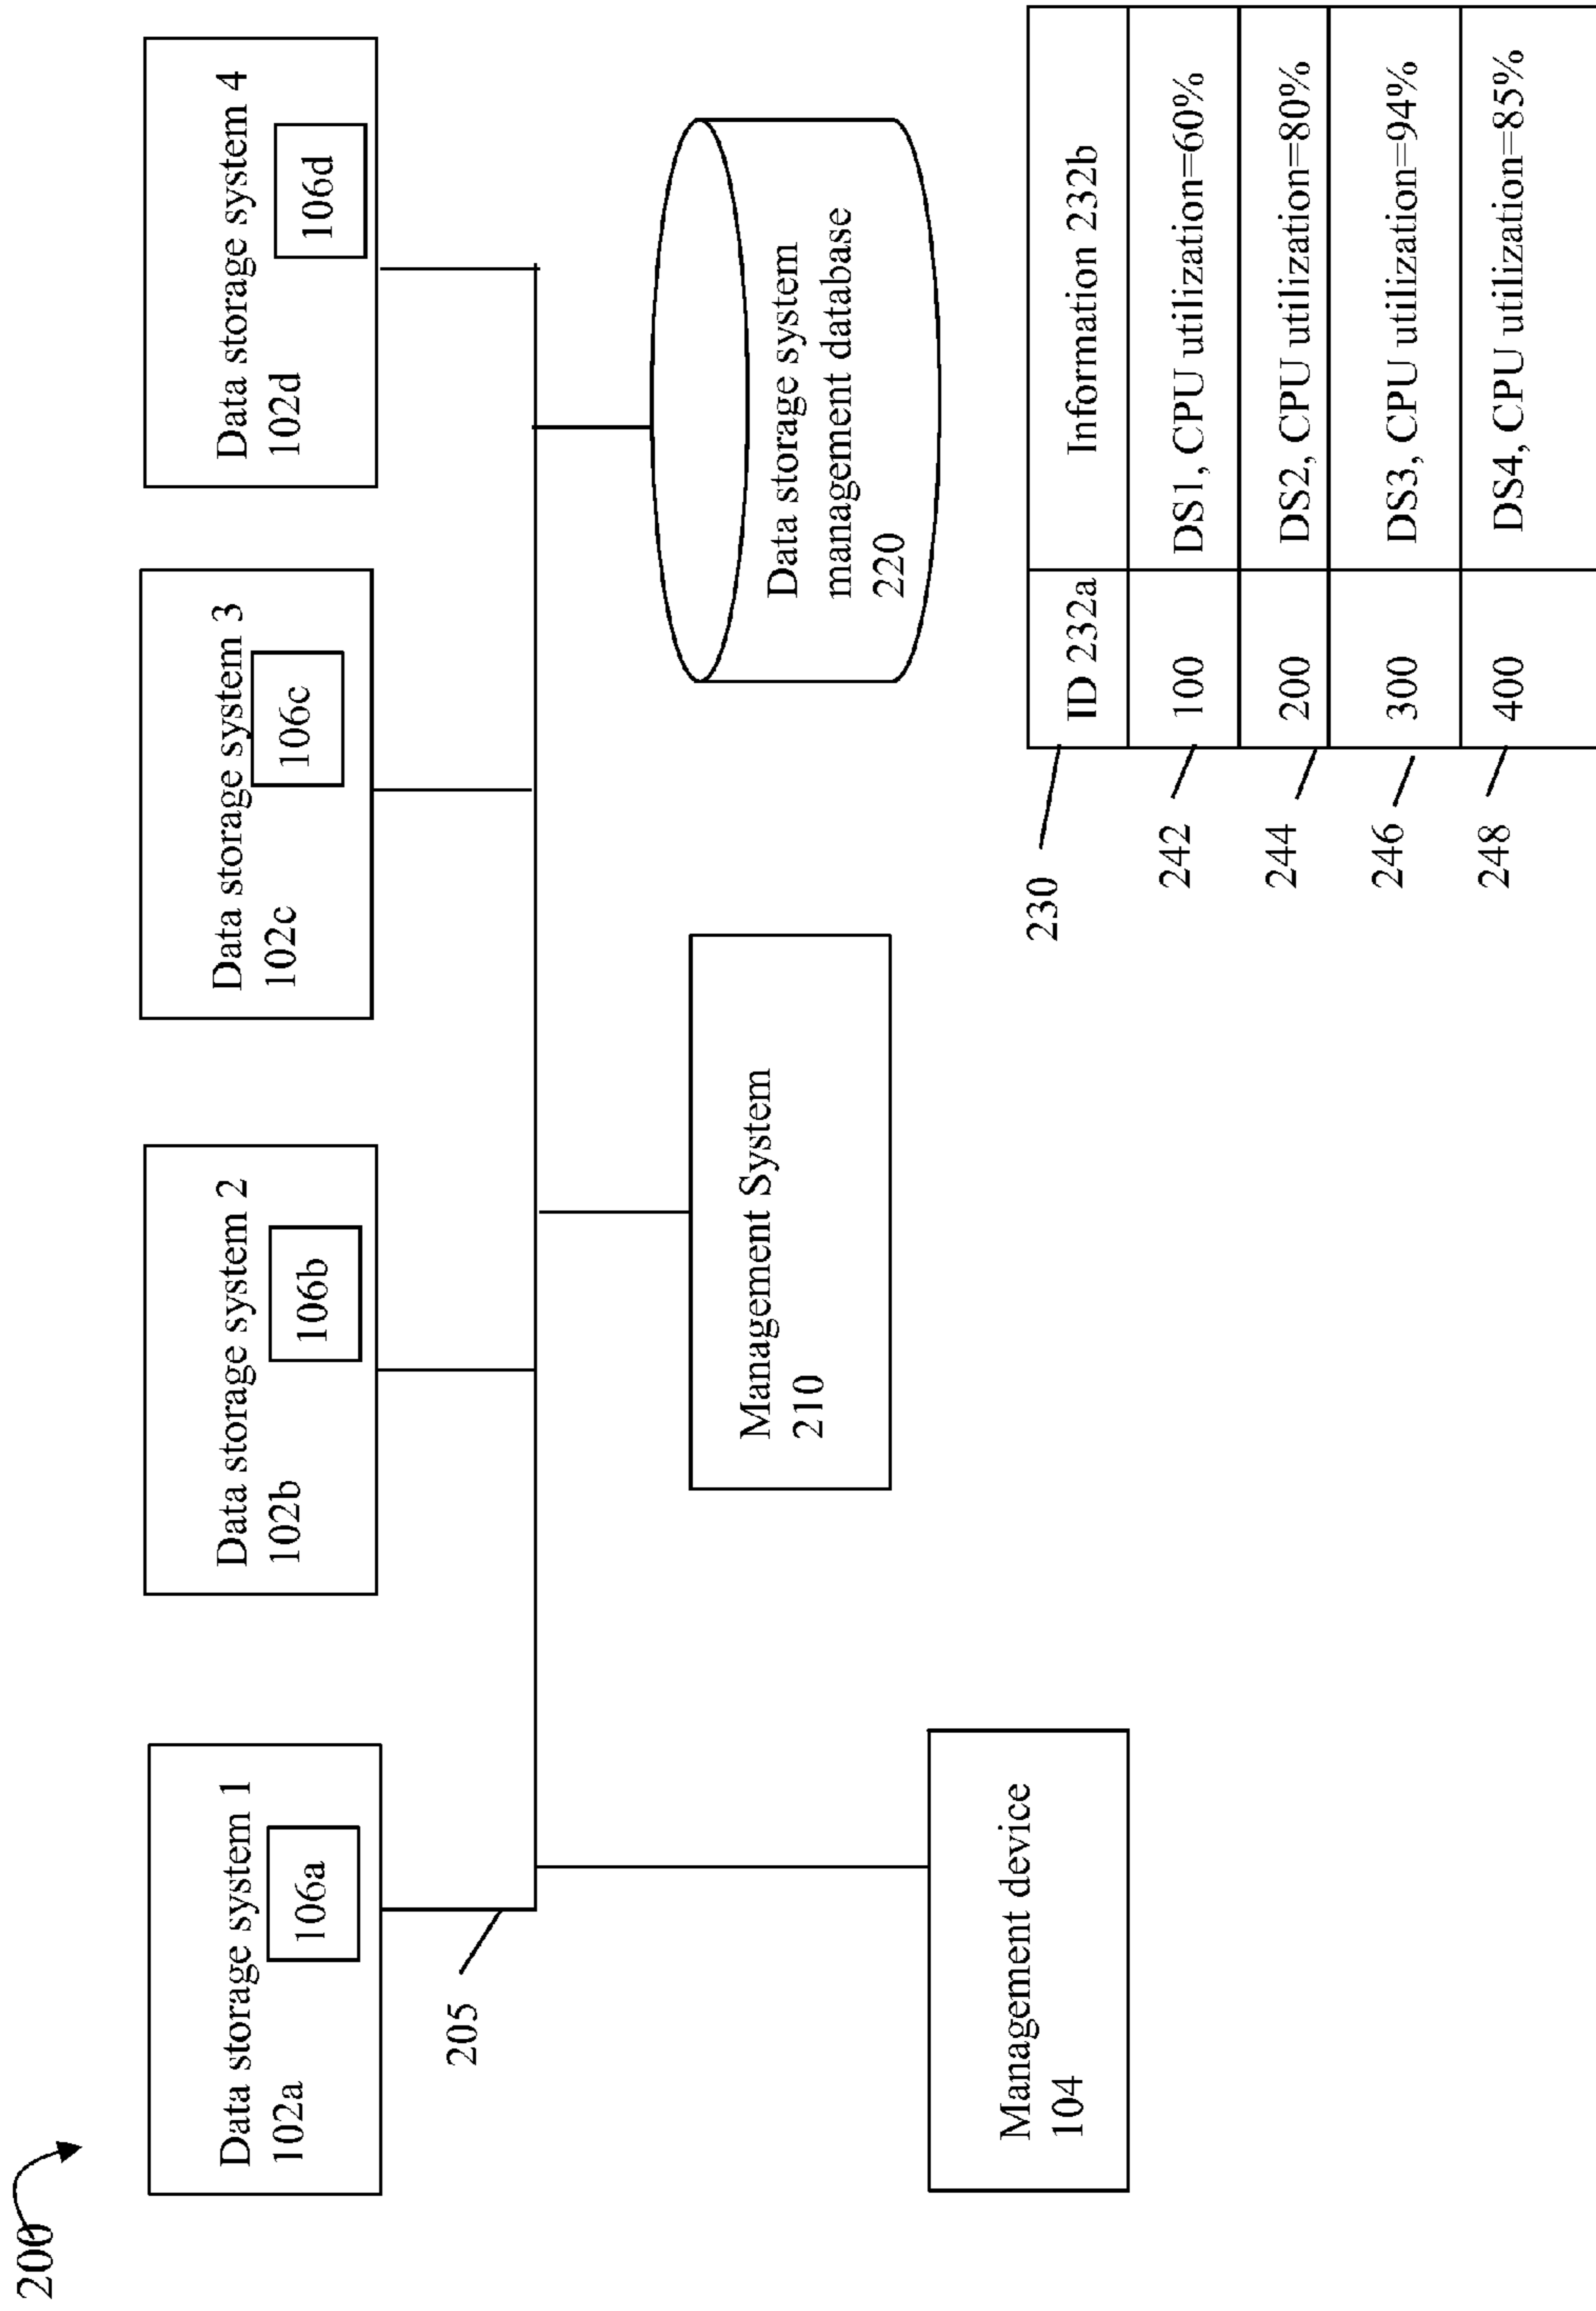 200
Data storage system 1
102a
106a
Data storage system 2
102b
106b
Data storage system 3
102c
106c
Data storage system 4
102d
106d
205
Management device
104
Management System
210
Data storage system
management database
220
230
ID 232a Information 232b
242 100 DS1, CPU utilization=60%
244 200 DS2, CPU utilization=80%
246 300 DS3, CPU utilization=94%
248 400 DS4, CPU utilization=85%